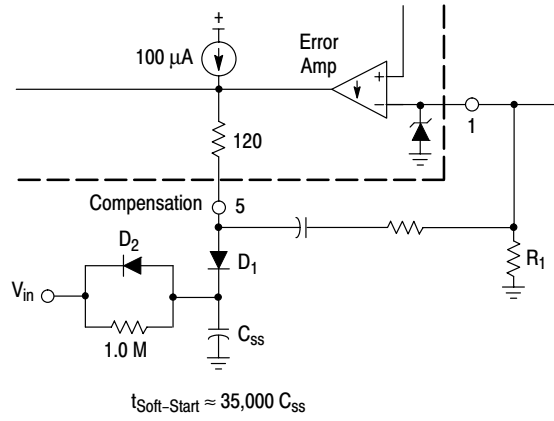 +
100 µA
Error
Amp
+
−
1
120
Compensation
5
D2
D1
R1
Vin
1.0 M
Css
tSoft−Start ≈ 35,000 Css